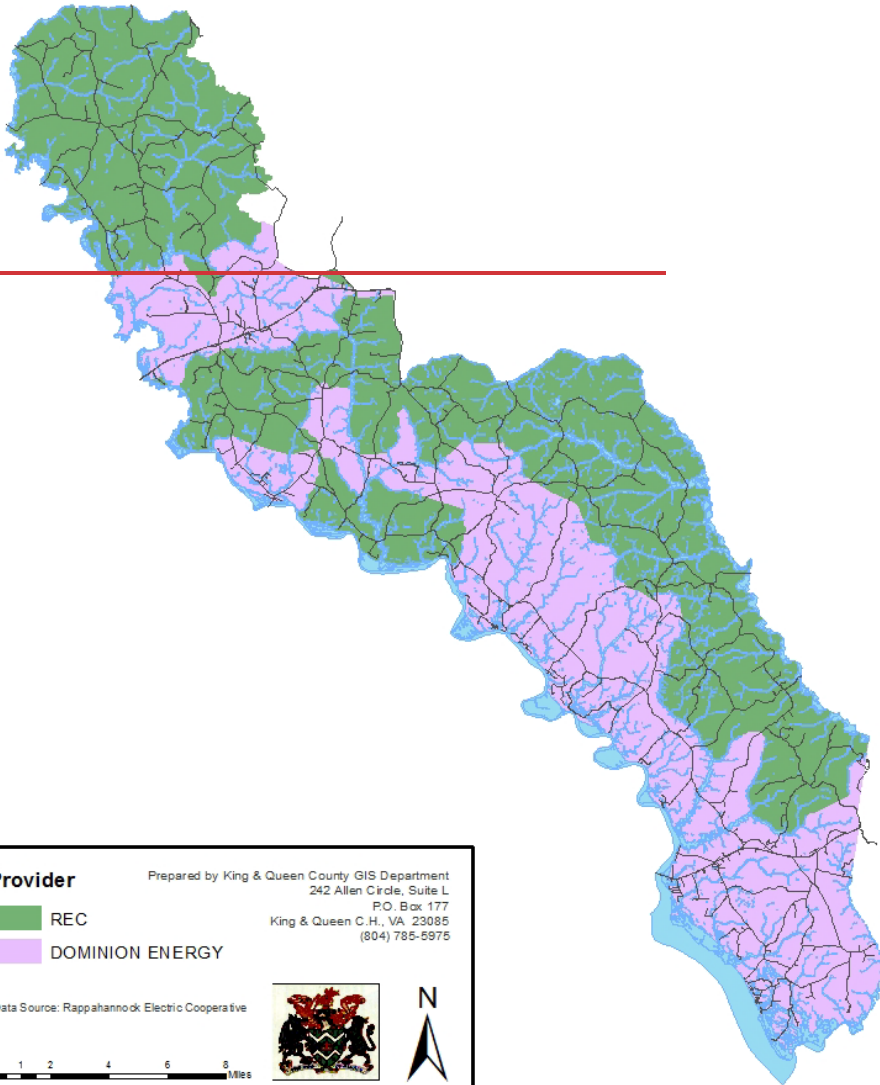 Prepared by King & Queen County GIS Department
242 Allen Circle, Suite L
P.O. Box 177
King & Queen C.H., VA 23085
(804) 785-5975
Provider
REC
DOMINION ENERGY
Data Source: Rappahannock Electric Cooperative
N
1 2 4 6 8
Miles